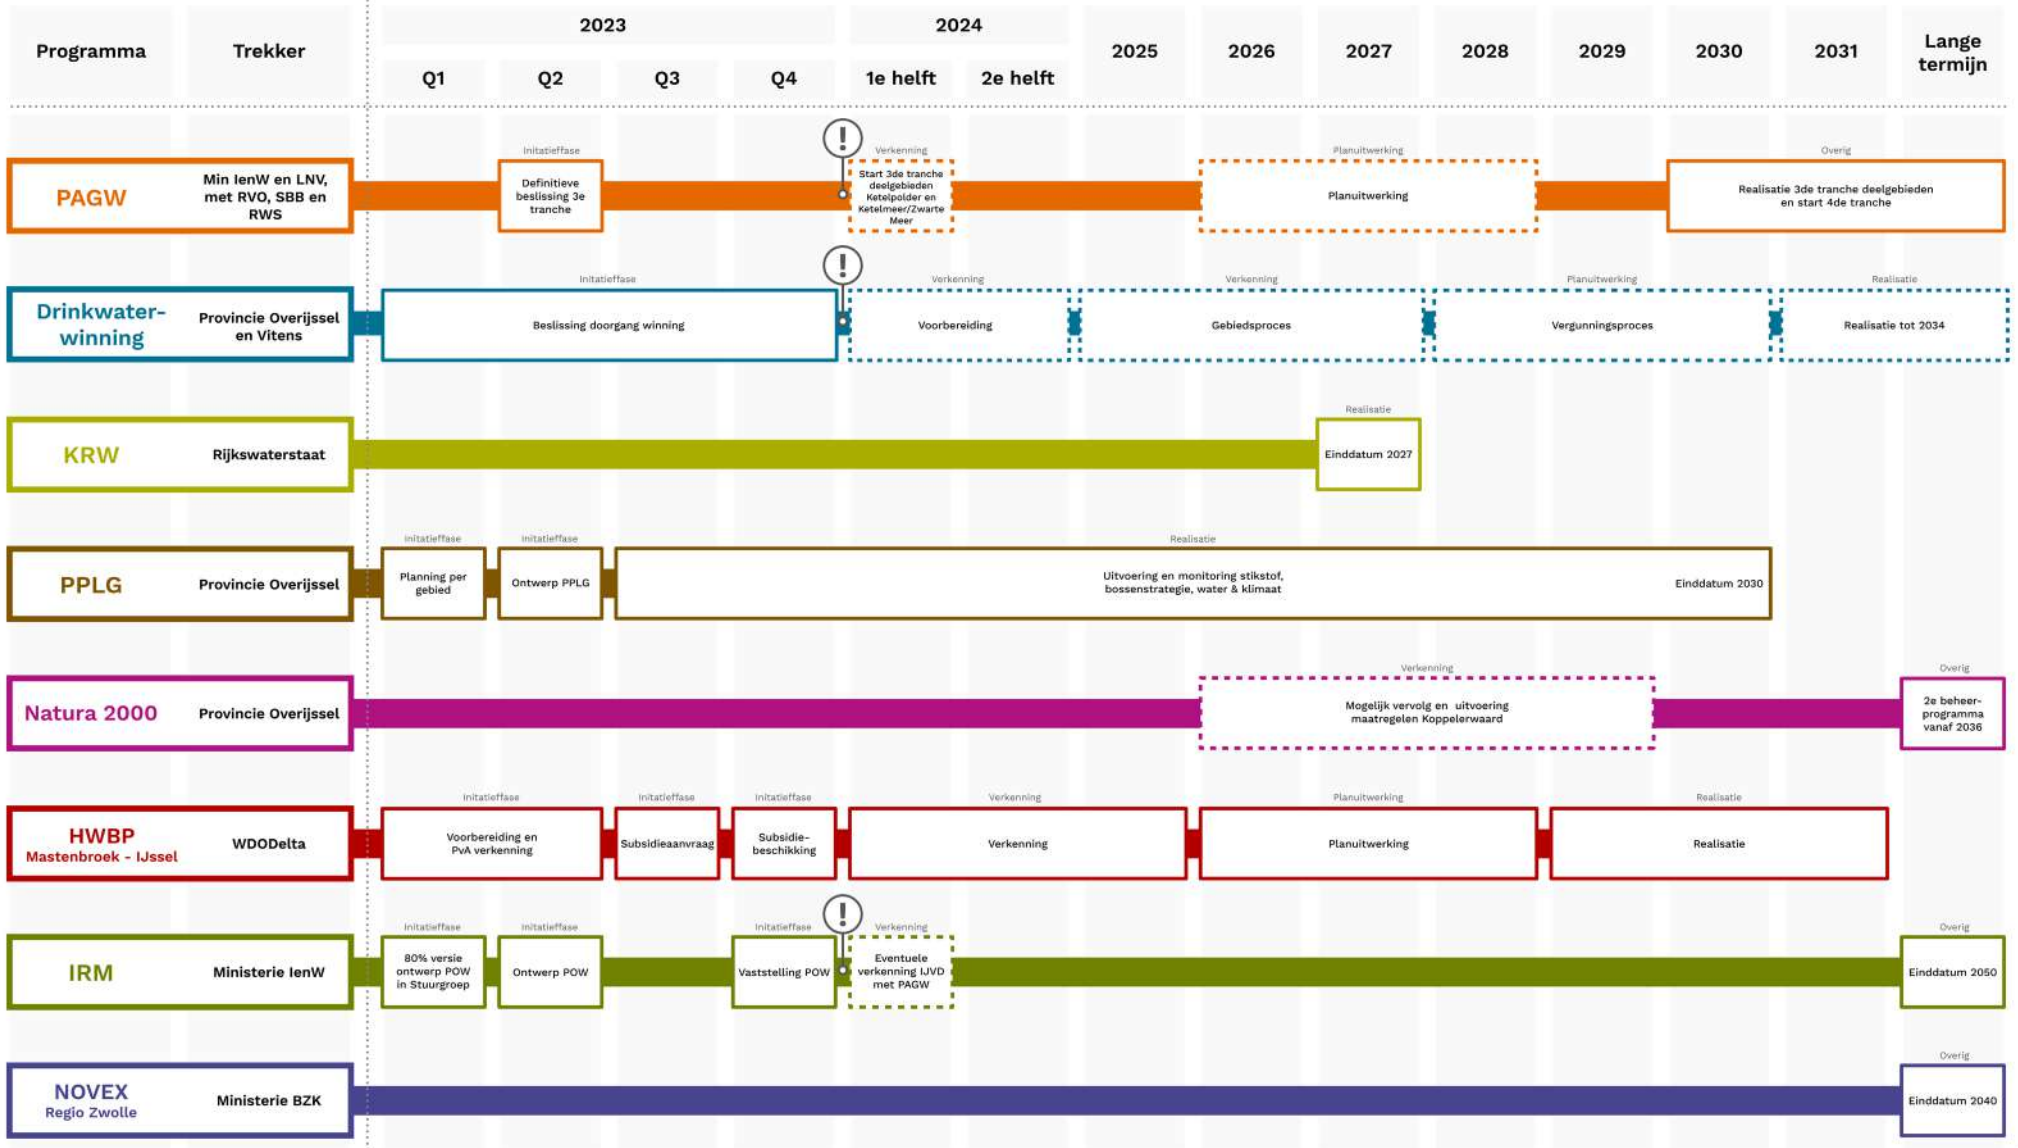 Programma
Trekker
2023
2024
Q1
Q2
Q3
Q4
1e helft
2e helft
2025
2026
2027
2028
2029
2030
2031
Lange
termijn
PAGW
Min IenW en LNV,
met RVO, SBB en
RWS
Initatieffase
Definitieve
beslissing 3e
tranche
!
Verkenning
Start 3de tranche
deelgebieden
Ketelpolder en
Ketelmeer/Zwarte
Meer
Planuitwerking
Planuitwerking
Overig
Realisatie 3de tranche deelgebieden
en start 4de tranche
Drinkwater-
winning
Provincie Overijssel
en Vitens
Initatieffase
Beslissing doorgang winning
!
Verkenning
Voorbereiding
Verkenning
Gebiedsproces
Planuitwerking
Vergunningsproces
Realisatie
Realisatie tot 2034
KRW
Rijkswaterstaat
Realisatie
Einddatum 2027
PPLG
Provincie Overijssel
Initatieffase
Planning per
gebied
Initatieffase
Ontwerp PPLG
Realisatie
Uitvoering en monitoring stikstof,
bossenstrategie, water & klimaat
Einddatum 2030
Natura 2000
Provincie Overijssel
Verkenning
Mogelijk vervolg en uitvoering
maatregelen Koppelerwaard
Overig
2e beheer-
programma
vanaf 2036
HWBP
Mastenbroek - IJssel
WDODelta
Initatieffase
Voorbereiding en
PvA verkenning
Initatieffase
Subsidieaanvraag
Initatieffase
Subsidie-
beschikking
Verkenning
Verkenning
Planuitwerking
Planuitwerking
Realisatie
Realisatie
IRM
Ministerie IenW
Initatieffase
80% versie
ontwerp POW
in Stuurgroep
Initatieffase
Ontwerp POW
Initatieffase
Vaststelling POW
!
Verkenning
Eventuele
verkenning IJVD
met PAGW
Overig
Einddatum 2050
NOVEX
Regio Zwolle
Ministerie BZK
Overig
Einddatum 2040